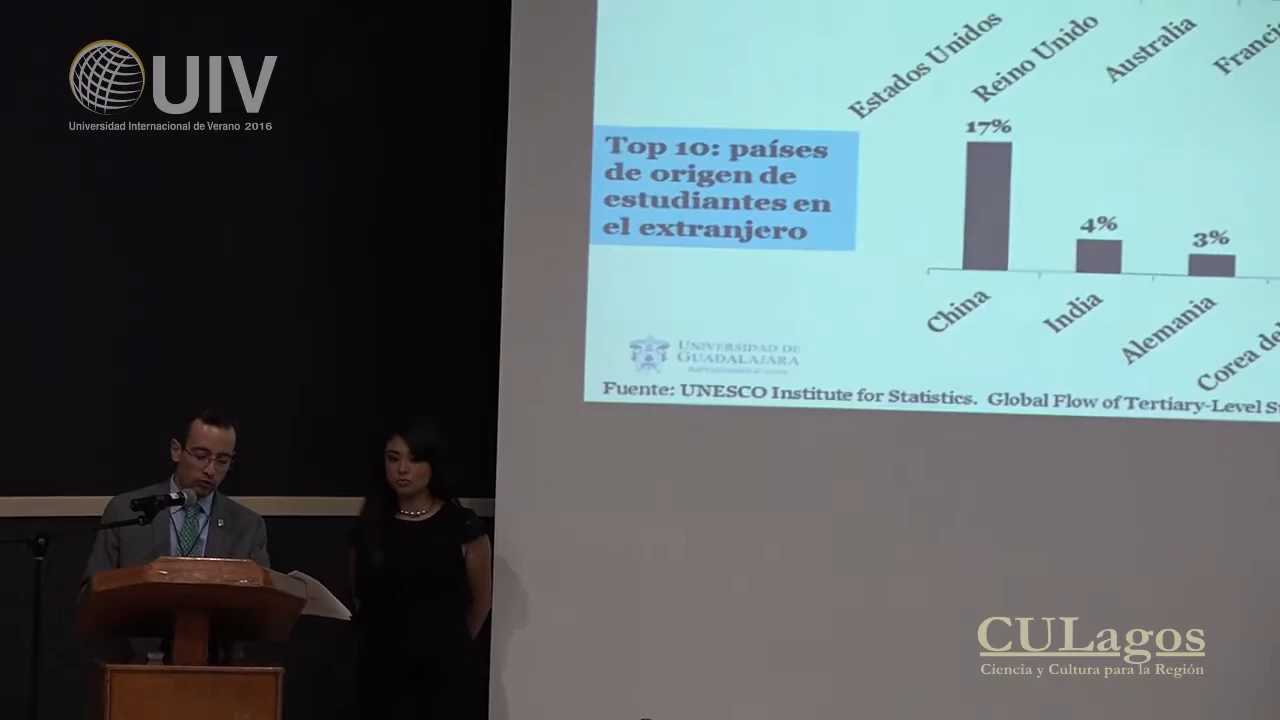 UIV
Universidad Internacional de Verano 2016
Estados Unidos
Reino Unido
Australia
Top 10: países
de origen de
estudiantes en
el extranjero
17%
4%
3%
China
India
Alemania
Corea de
UNIVERSIDAD DE
GUADALAJARA
Fuente: UNESCO Institute for Statistics. Global Flow of Tertiary-Level
CULagos
Ciencia y Cultura para la Región